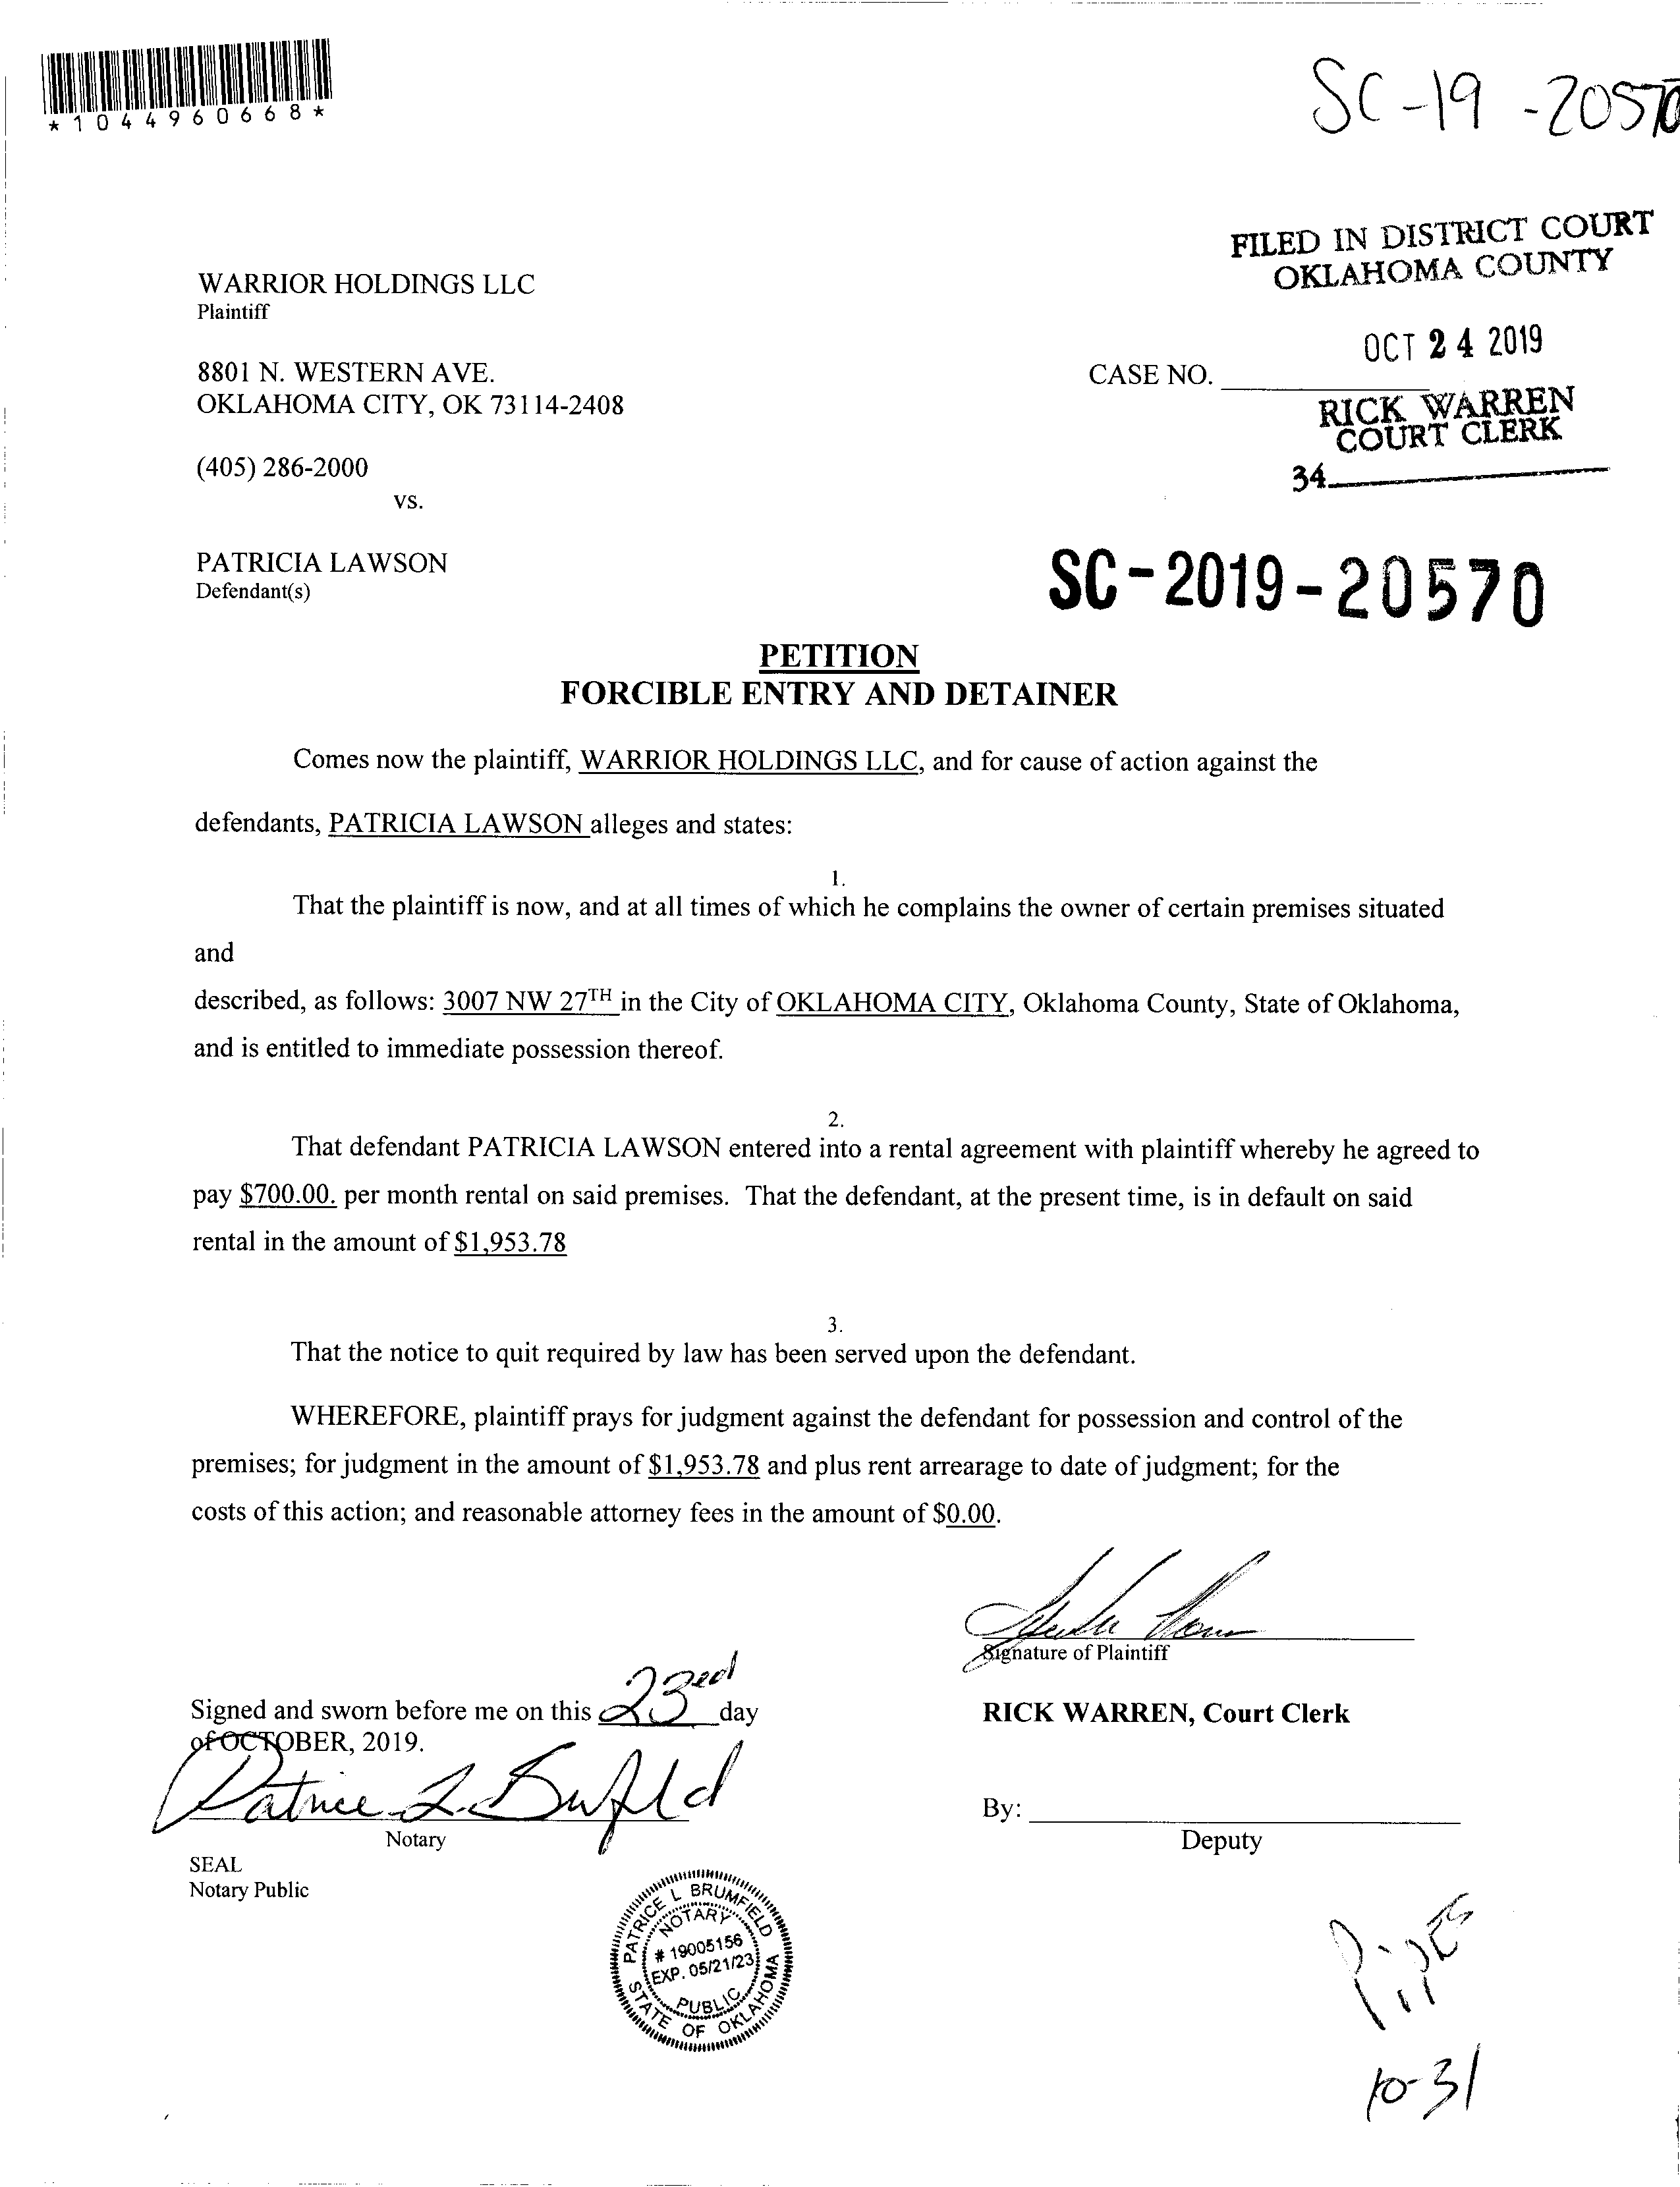 *1044960668*
SC-19-20570
FILED IN DISTRICT COURT
OKLAHOMA COUNTY
OCT 24 2019
RICK WARREN
COURT CLERK
34
WARRIOR HOLDINGS LLC
Plaintiff
8801 N. WESTERN AVE.
OKLAHOMA CITY, OK 73114-2408
CASE NO.
(405) 286-2000
vs.
PATRICIA LAWSON
Defendant(s)
SC-2019-20570
PETITION
FORCIBLE ENTRY AND DETAINER
Comes now the plaintiff, WARRIOR HOLDINGS LLC, and for cause of action against the
defendants, PATRICIA LAWSON alleges and states:
1.
That the plaintiff is now, and at all times of which he complains the owner of certain premises situated
and
described, as follows: 3007 NW 27TH in the City of OKLAHOMA CITY, Oklahoma County, State of Oklahoma,
and is entitled to immediate possession thereof.
2.
That defendant PATRICIA LAWSON entered into a rental agreement with plaintiff whereby he agreed to
pay $700.00. per month rental on said premises. That the defendant, at the present time, is in default on said
rental in the amount of $1,953.78
3.
That the notice to quit required by law has been served upon the defendant.
WHEREFORE, plaintiff prays for judgment against the defendant for possession and control of the
premises; for judgment in the amount of $1,953.78 and plus rent arrearage to date of judgment; for the
costs of this action; and reasonable attorney fees in the amount of $0.00.
Signature of Plaintiff
Signed and sworn before me on this 23rd day
of OCTOBER, 2019.
RICK WARREN, Court Clerk
Patrice L. Bumfield
By:
Notary
Deputy
SEAL
Notary Public
PATRICE L BRUMFIELD
NOTARY
# 19005156
EXP. 05/21/23
PUBLIC
STATE OF OKLAHOMA
PIPES
10-31